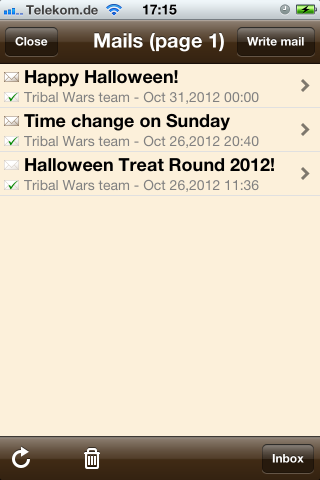 Telekom.de 17:15
Close Mails (page 1) Write mail
Happy Halloween!
Tribal Wars team - Oct 31,2012 00:00
Time change on Sunday
Tribal Wars team - Oct 26,2012 20:40
Halloween Treat Round 2012!
Tribal Wars team - Oct 26,2012 11:36
Inbox